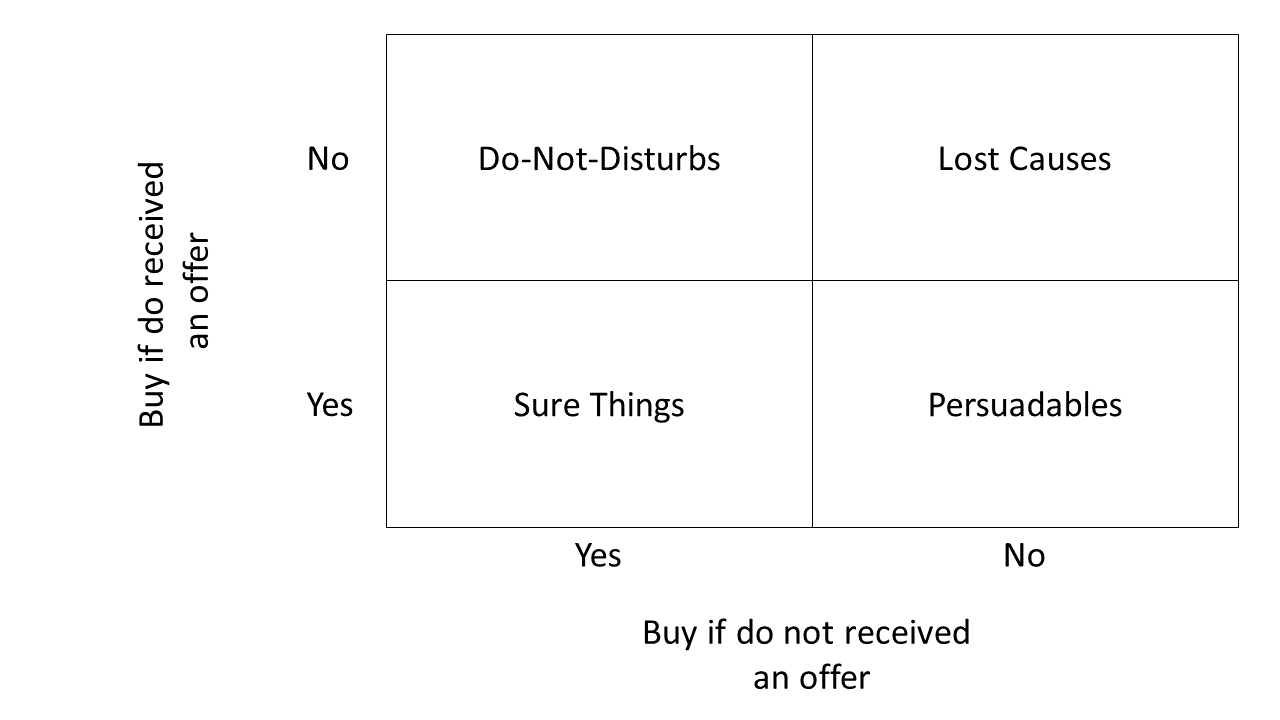 Buy if do received
an offer
No
Do-Not-Disturbs
Lost Causes
Yes
Sure Things
Persuadables
Yes
No
Buy if do not received
an offer